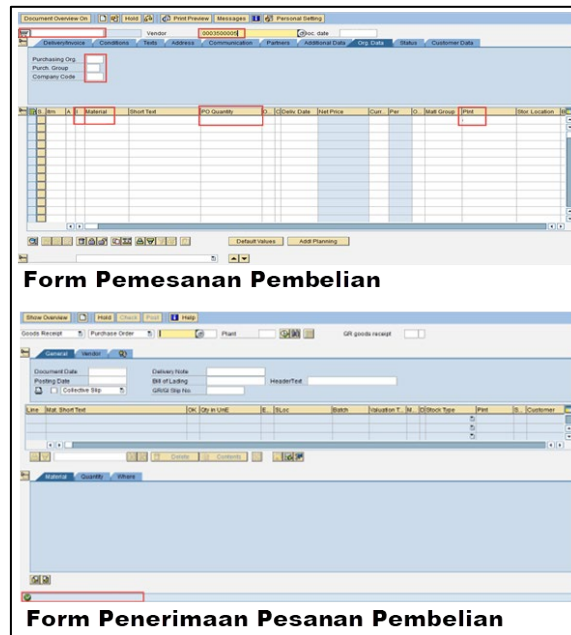 Document Overview On Hold Print Preview Messages Personal Setting
Vendor 0003500005 Doc. date
Delivery/Invoice Conditions Texts Address Communication Partners Additional Data Org. Data Status Customer Data
Purchasing Org.
Purch. Group
Company Code
S.. Itm A I Material Short Text PO Quantity O.. C Deliv. Date Net Price Curr.. Per O.. Matl Group Plnt Stor. Location
Default Values Addl Planning
Form Pemesanan Pembelian
Show Overview Hold Check Post Help
Goods Receipt Purchase Order Plant GR goods receipt
General Vendor
Document Date Delivery Note
Posting Date Bill of Lading HeaderText
Collective Slip GR/GI Slip No.
Line Mat. Short Text OK Qty in UnE E.. SLoc Batch Valuation T.. M.. D Stock Type Plnt S.. Customer
Delete Contents
Material Quantity Where
Form Penerimaan Pesanan Pembelian